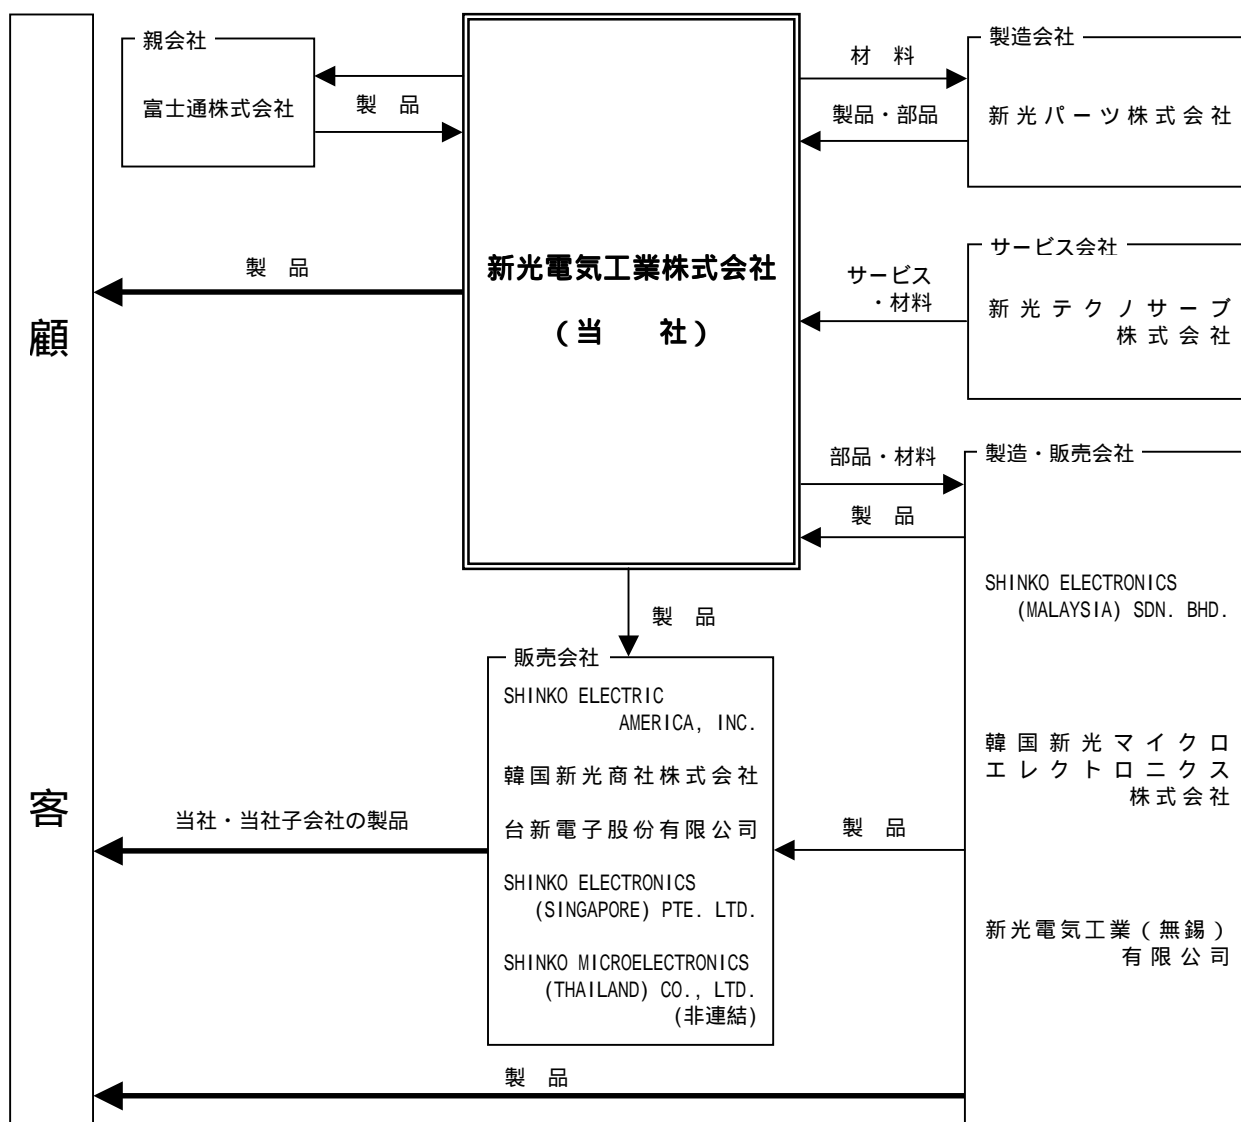 顧
客
親会社
富士通株式会社
製　品
製　品
新光電気工業株式会社
（当　　社）
材　料
製品・部品
製造会社
新光パーツ株式会社
サービス
・材料
サービス会社
新光テクノサーブ
株式会社
部品・材料
製　品
製造・販売会社
SHINKO ELECTRONICS
(MALAYSIA) SDN. BHD.
韓国新光マイクロ
エレクトロニクス
株式会社
新光電気工業（無錫）
有限公司
製　品
販売会社
SHINKO ELECTRIC
AMERICA, INC.
韓国新光商社株式会社
台新電子股份有限公司
SHINKO ELECTRONICS
(SINGAPORE) PTE. LTD.
SHINKO MICROELECTRONICS
(THAILAND) CO., LTD.
(非連結)
当社・当社子会社の製品
製　品
製　品